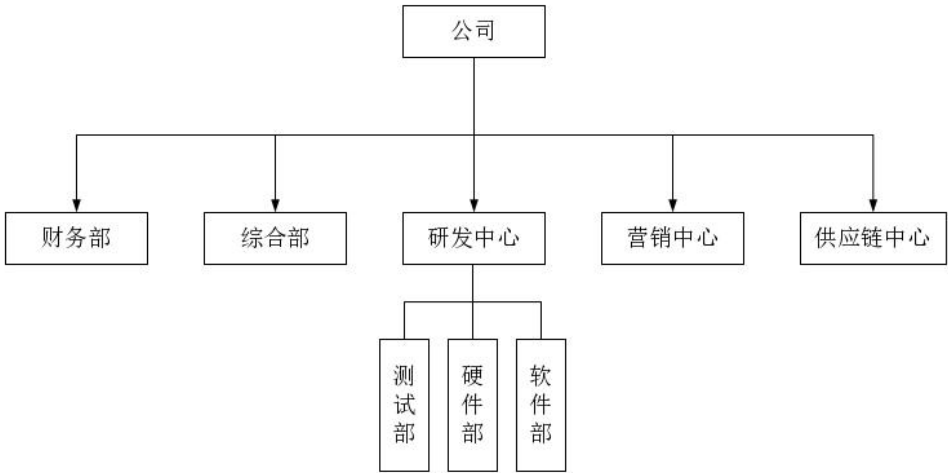 公司
财务部
综合部
研发中心
营销中心
供应链中心
测试部
硬件部
软件部